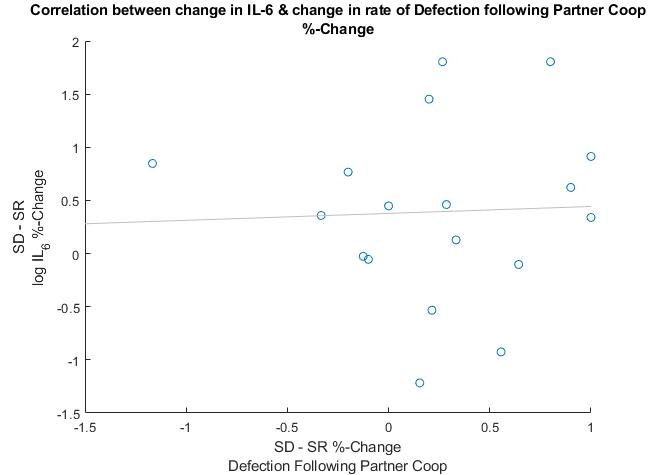 Correlation between change in IL-6 & change in rate of Defection following Partner Coop
%-Change
2
1.5
1
0.5
0
-0.5
-1
-1.5
SD - SR
log IL6 %-Change
-1.5
-1
-0.5
0
0.5
1
SD - SR %-Change
Defection Following Partner Coop